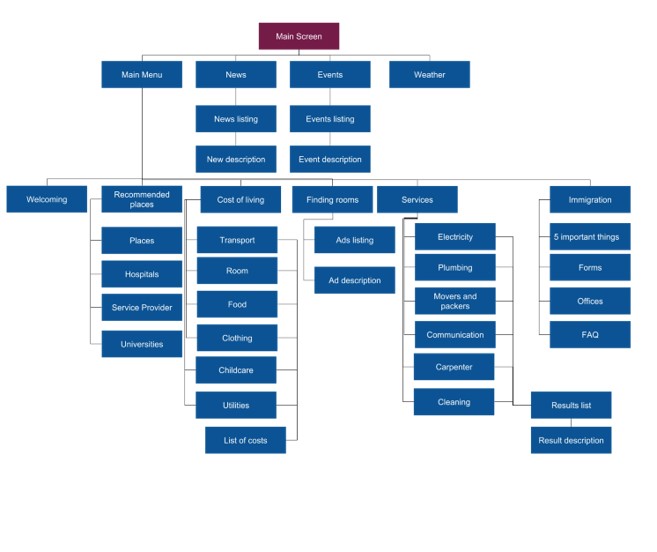 Main Screen
Main Menu
News
Events
Weather
News listing
Events listing
New description
Event description
Welcoming
Recommended
places
Cost of living
Finding rooms
Services
Immigration
Places
Hospitals
Service Provider
Universities
Transport
Room
Food
Clothing
Childcare
Utilities
List of costs
Ads listing
Ad description
Electricity
Plumbing
Movers and
packers
Communication
Carpenter
Cleaning
Results list
Result description
5 important things
Forms
Offices
FAQ